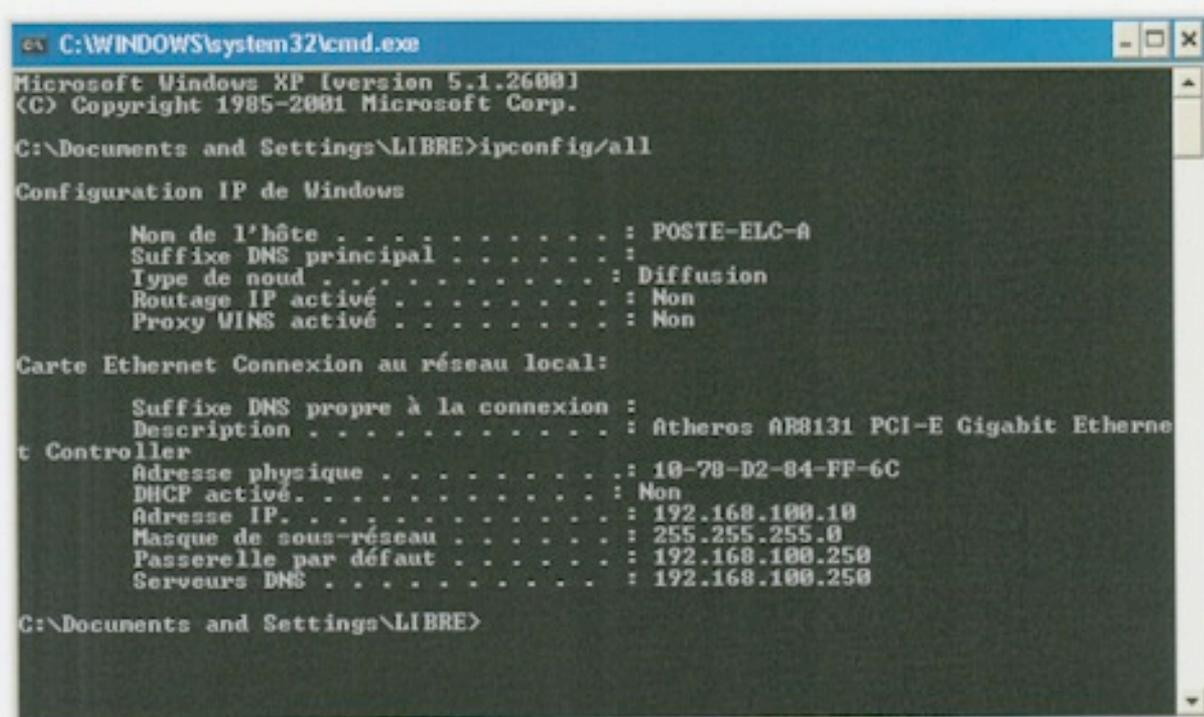 C:\WINDOWS\system32\cmd.exe
Microsoft Windows XP [version 5.1.2600]
(C) Copyright 1985-2001 Microsoft Corp.
C:\Documents and Settings\LIBRE>ipconfig/all
Configuration IP de Windows
Nom de l'hôte . . . . . . . . . . : POSTE-ELC-A
Suffixe DNS principal . . . . . . :
Type de noud . . . . . . . . . . : Diffusion
Routage IP activé . . . . . . . . : Non
Proxy WINS activé . . . . . . . . : Non
Carte Ethernet Connexion au réseau local:
Suffixe DNS propre à la connexion :
Description . . . . . . . . . . . : Atheros AR8131 PCI-E Gigabit Etherne
t Controller
Adresse physique . . . . . . . . .: 10-78-D2-84-FF-6C
DHCP activé. . . . . . . . . . . : Non
Adresse IP. . . . . . . . . . . . : 192.168.100.10
Masque de sous-réseau . . . . . . : 255.255.255.0
Passerelle par défaut . . . . . . : 192.168.100.250
Serveurs DNS . . . . . . . . . . : 192.168.100.250
C:\Documents and Settings\LIBRE>